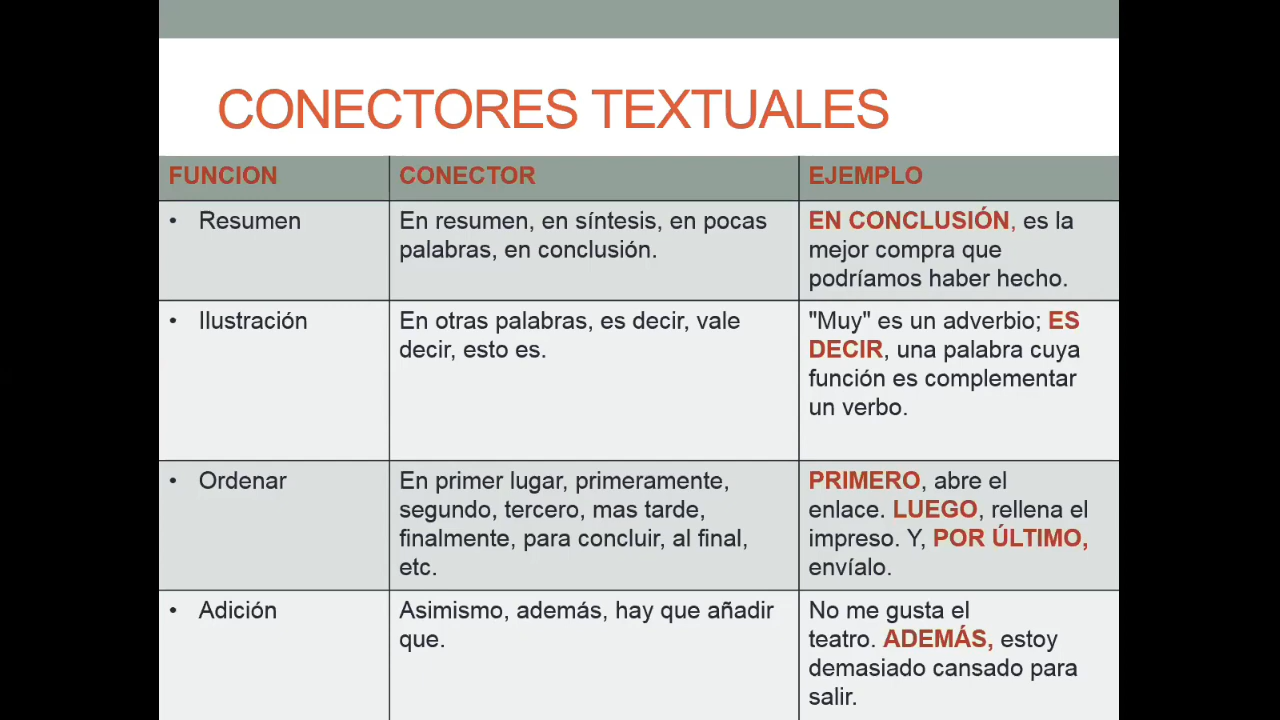 CONECTORES TEXTUALES
FUNCION
CONECTOR
EJEMPLO
• Resumen
En resumen, en síntesis, en pocas
palabras, en conclusión.
EN CONCLUSIÓN, es la
mejor compra que
podríamos haber hecho.
• Ilustración
En otras palabras, es decir, vale
decir, esto es.
"Muy" es un adverbio; ES
DECIR, una palabra cuya
función es complementar
un verbo.
• Ordenar
En primer lugar, primeramente,
segundo, tercero, mas tarde,
finalmente, para concluir, al final,
etc.
PRIMERO, abre el
enlace. LUEGO, rellena el
impreso. Y, POR ÚLTIMO,
envíalo.
• Adición
Asimismo, además, hay que añadir
que.
No me gusta el
teatro. ADEMÁS, estoy
demasiado cansado para
salir.